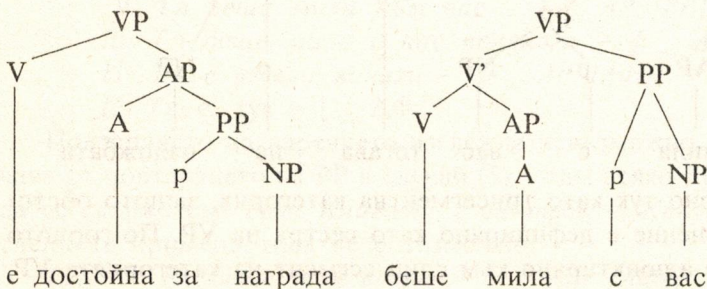 VP VP
V AP V' PP
A PP V AP
p NP A p NP
е достойна за награда беше мила с вас